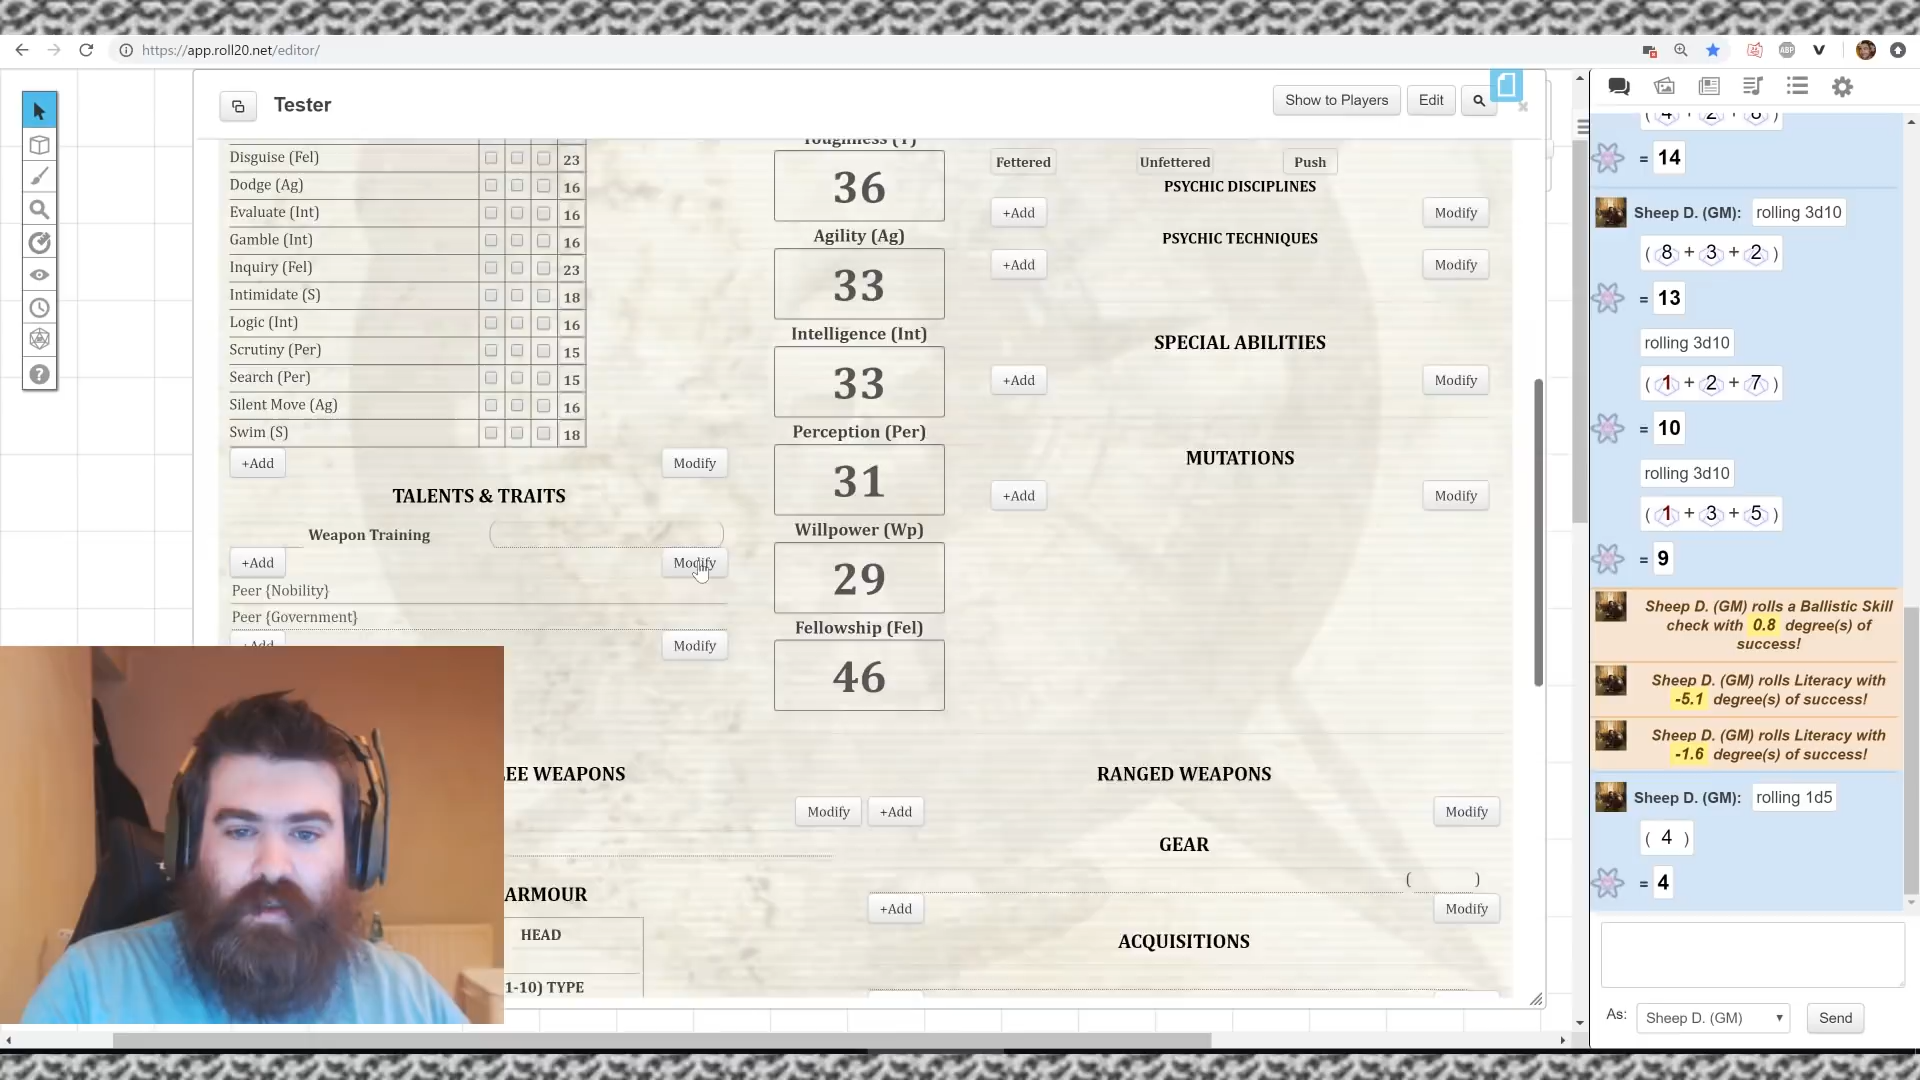 https://app.roll20.net/editor/
ABP
Tester
Show to Players
Edit
Disguise (Fel) 23
Dodge (Ag) 16
Evaluate (Int) 16
Gamble (Int) 16
Inquiry (Fel) 23
Intimidate (S) 18
Logic (Int) 16
Scrutiny (Per) 15
Search (Per) 15
Silent Move (Ag) 16
Swim (S) 18
+Add Modify
TALENTS & TRAITS
Weapon Training
+Add Modify
Peer {Nobility}
Peer {Government}
+Add Modify
Toughness (T)
36
Agility (Ag)
33
Intelligence (Int)
33
Perception (Per)
31
Willpower (Wp)
29
Fellowship (Fel)
46
Fettered Unfettered Push
PSYCHIC DISCIPLINES
+Add Modify
PSYCHIC TECHNIQUES
+Add Modify
SPECIAL ABILITIES
+Add Modify
MUTATIONS
+Add Modify
EE WEAPONS
Modify
ARMOUR
HEAD
1-10) TYPE
RANGED WEAPONS
+Add Modify
GEAR
( )
+Add Modify
ACQUISITIONS
(4 + 2 + 8)
= 14
Sheep D. (GM): rolling 3d10
(8 + 3 + 2)
= 13
rolling 3d10
(1 + 2 + 7)
= 10
rolling 3d10
(1 + 3 + 5)
= 9
Sheep D. (GM) rolls a Ballistic Skill
check with 0.8 degree(s) of
success!
Sheep D. (GM) rolls Literacy with
-5.1 degree(s) of success!
Sheep D. (GM) rolls Literacy with
-1.6 degree(s) of success!
Sheep D. (GM): rolling 1d5
(4)
= 4
As: Sheep D. (GM) Send